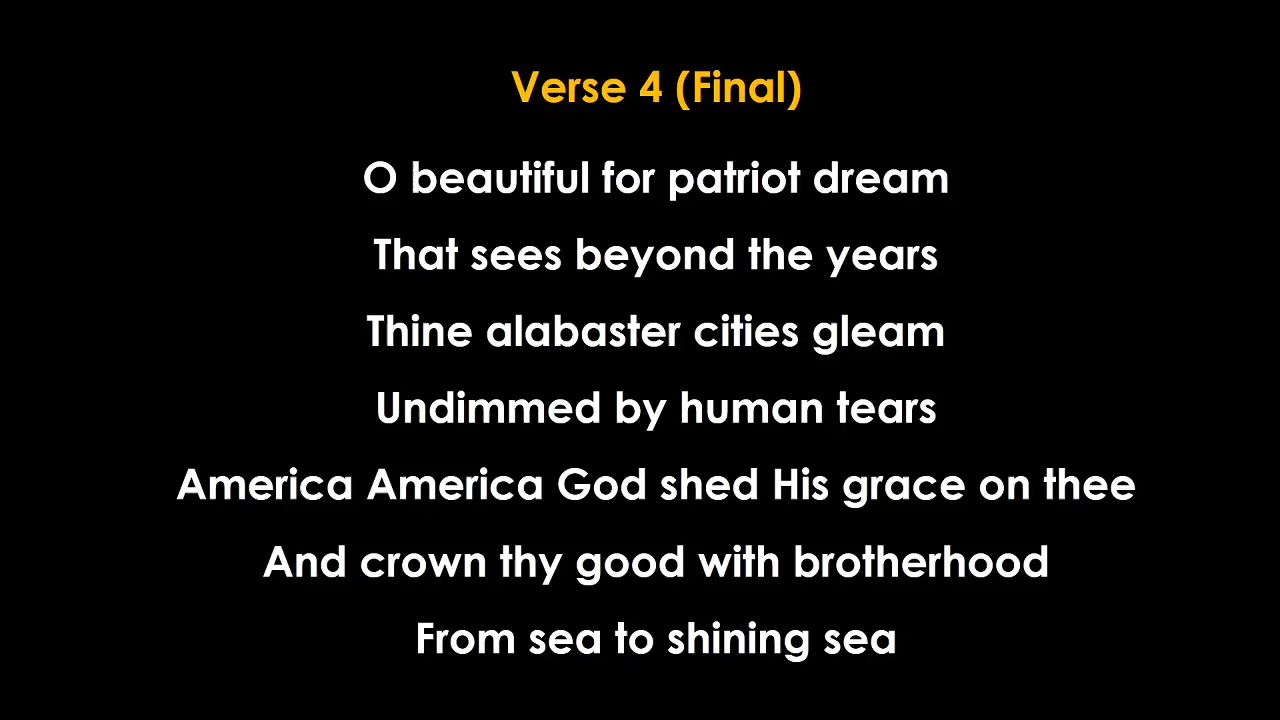 Verse 4 (Final)
O beautiful for patriot dream
That sees beyond the years
Thine alabaster cities gleam
Undimmed by human tears
America America God shed His grace on thee
And crown thy good with brotherhood
From sea to shining sea